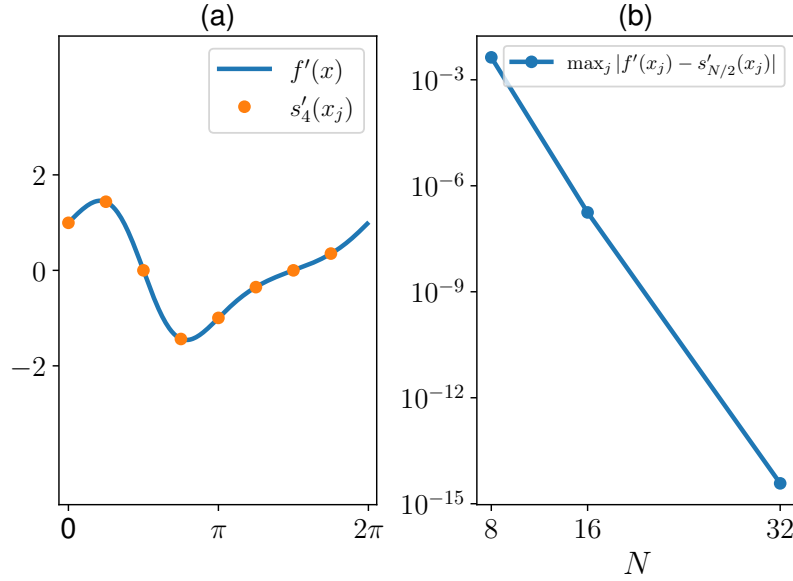 (a)
f′(x)
s′₄(xⱼ)
2
0
−2
0
π
2π
(b)
maxⱼ |f′(xⱼ) − s′_{N/2}(xⱼ)|
10⁻³
10⁻⁶
10⁻⁹
10⁻¹²
10⁻¹⁵
8
16
32
N